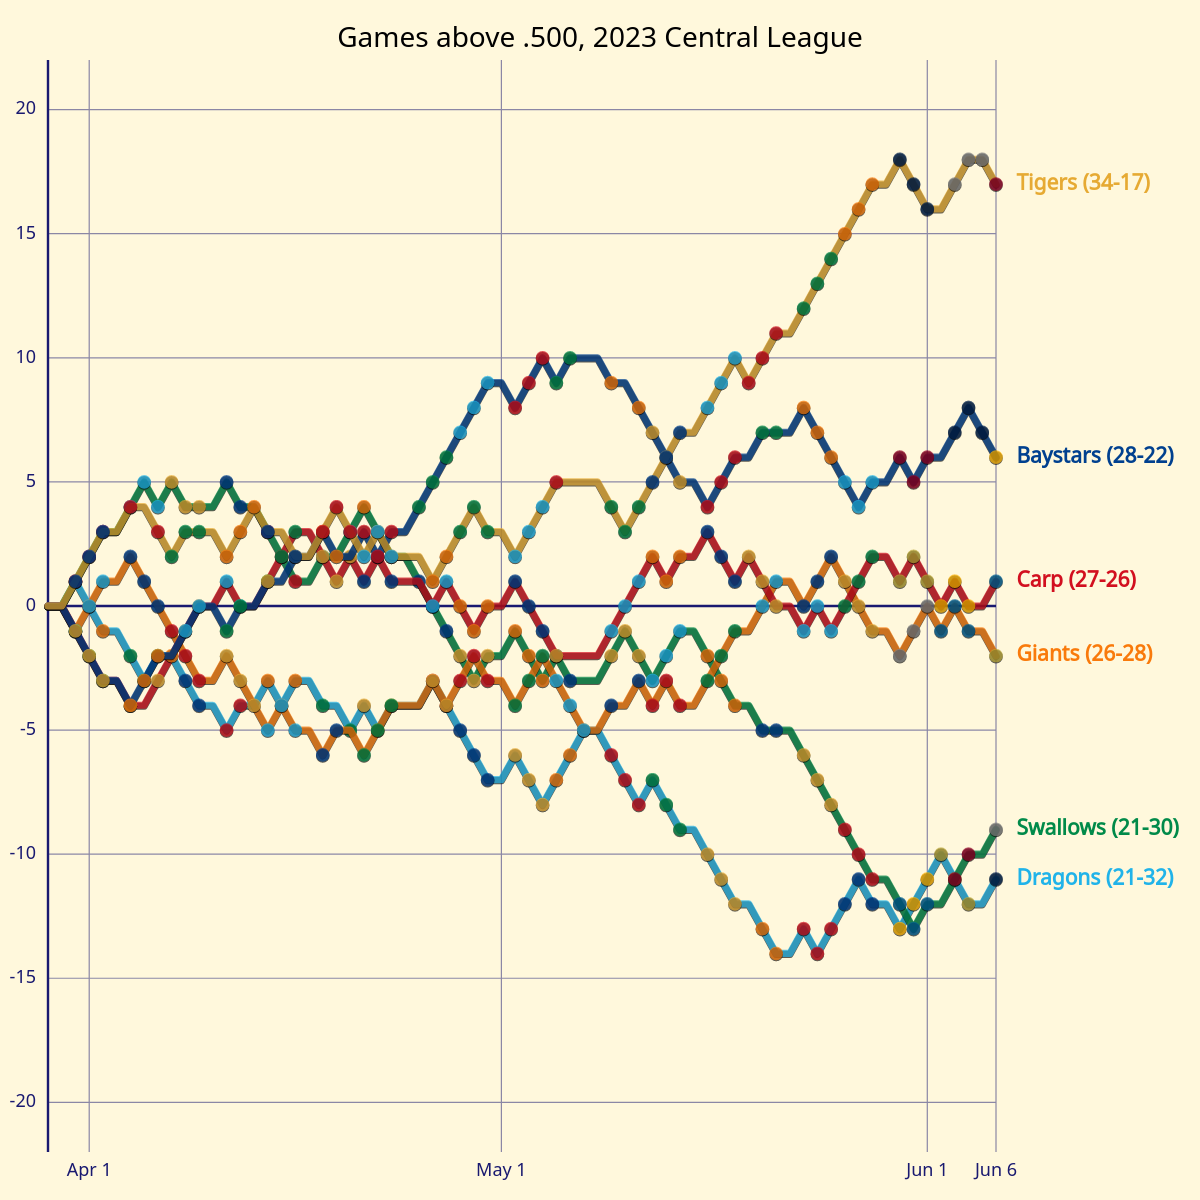 Games above .500, 2023 Central League
20
15
10
5
0
-5
-10
-15
-20
Tigers (34-17)
Baystars (28-22)
Carp (27-26)
Giants (26-28)
Swallows (21-30)
Dragons (21-32)
Apr 1
May 1
Jun 1
Jun 6